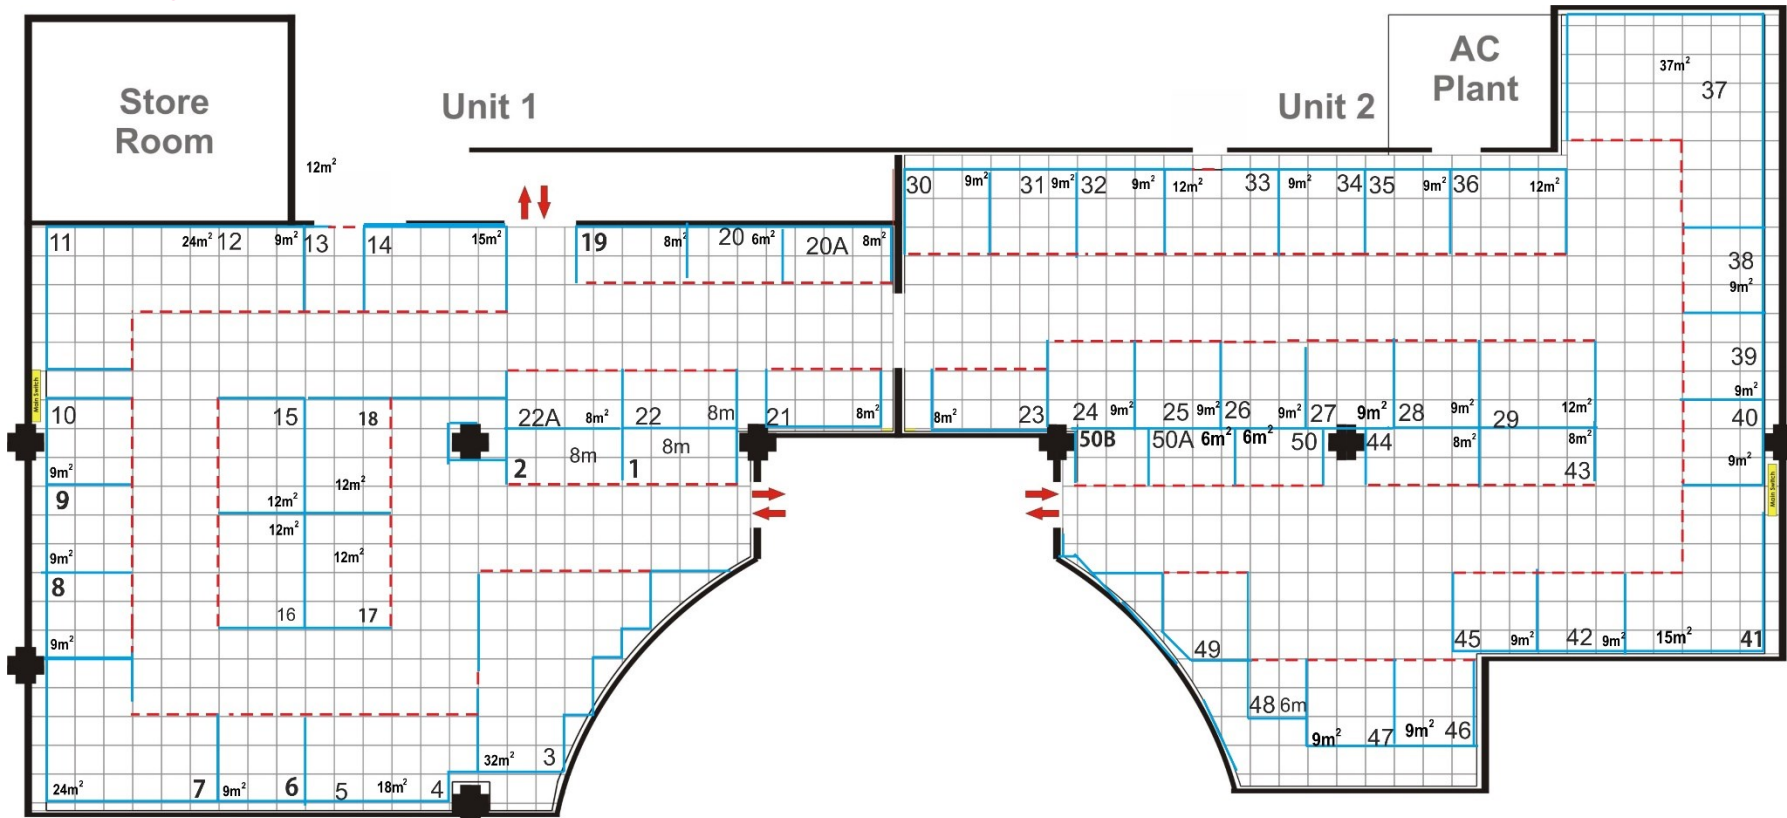 Store
Room
Unit 1
Unit 2
AC
Plant
37m²
37
12m²
11
24m²
12
9m²
13
14
15m²
19
8m²
20
6m²
20A
8m²
30
9m²
31
9m²
32
9m²
12m²
33
9m²
34
35
9m²
36
12m²
38
9m²
39
9m²
40
9m²
Main Switch
Main Switch
10
9m²
9
9m²
8
9m²
15
18
12m²
12m²
12m²
12m²
16
17
22A
8m²
22
8m
21
8m²
2
8m
1
8m
8m²
23
24
9m²
25
9m²
26
9m²
27
9m²
28
9m²
29
12m²
50B
50A
6m²
6m²
50
44
8m²
8m²
43
24m²
7
9m²
6
5
18m²
4
32m²
3
49
48
6m
9m²
47
9m²
46
45
9m²
42
9m²
15m²
41